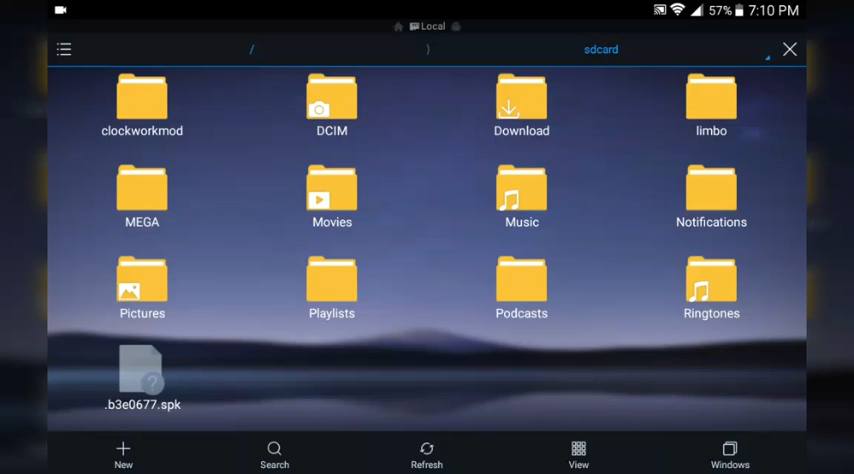 57% 7:10 PM
Local
/ sdcard
clockworkmod DCIM Download limbo
MEGA Movies Music Notifications
Pictures Playlists Podcasts Ringtones
.b3e0677.spk
New Search Refresh View Windows